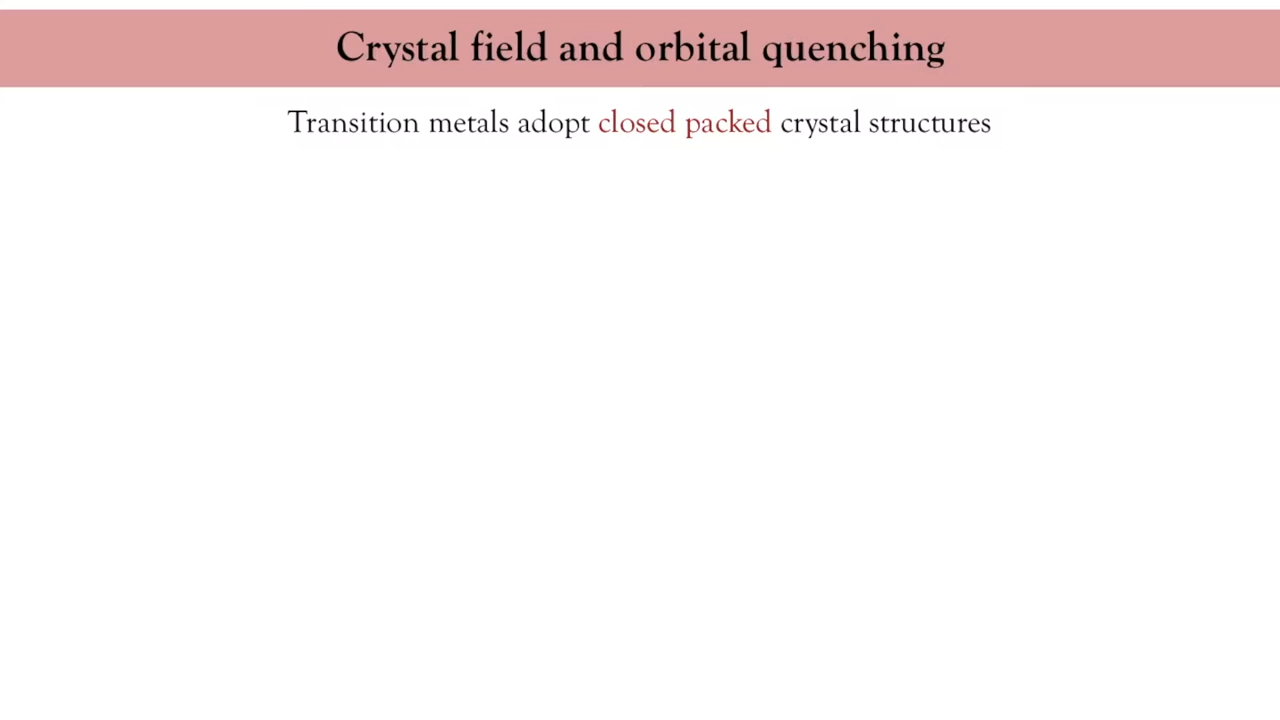 Crystal field and orbital quenching
Transition metals adopt closed packed crystal structures